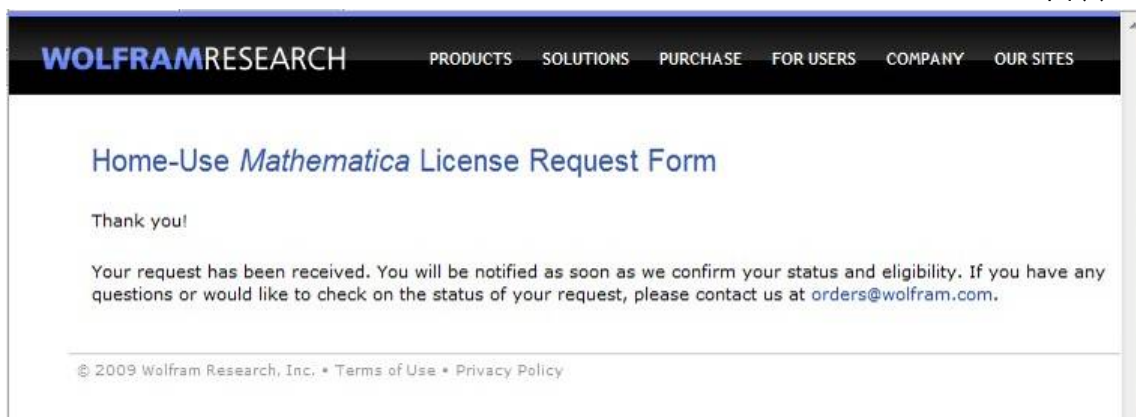 WOLFRAMRESEARCH PRODUCTS SOLUTIONS PURCHASE FOR USERS COMPANY OUR SITES
Home-Use Mathematica License Request Form
Thank you!
Your request has been received. You will be notified as soon as we confirm your status and eligibility. If you have any
questions or would like to check on the status of your request, please contact us at orders@wolfram.com.
© 2009 Wolfram Research, Inc. • Terms of Use • Privacy Policy